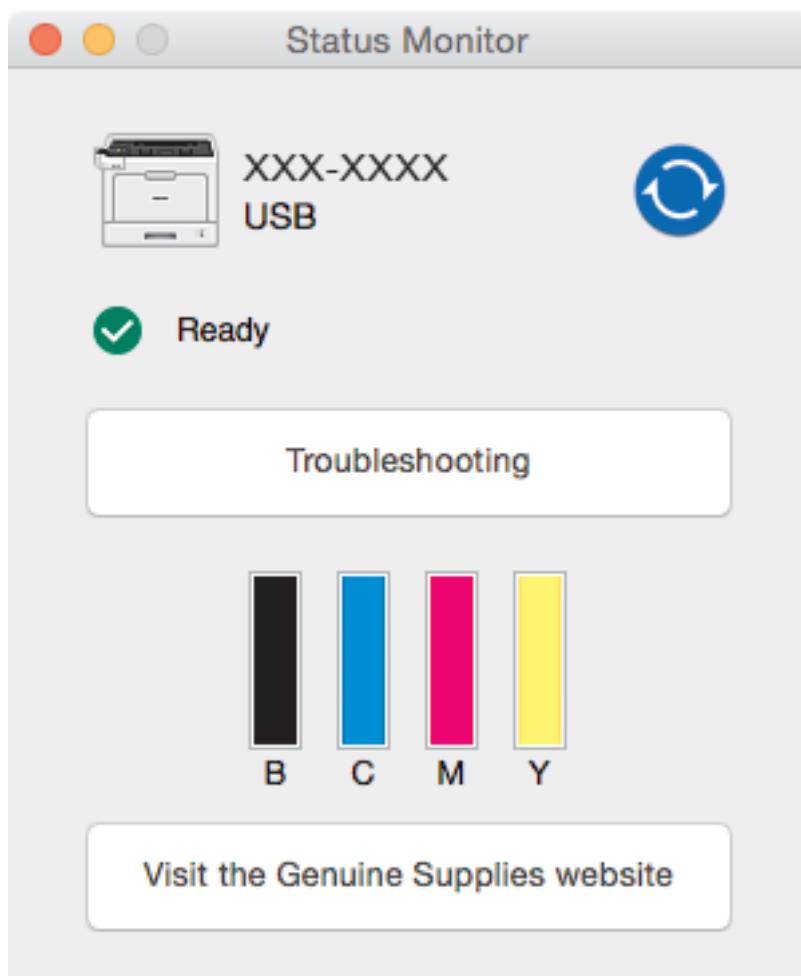 Status Monitor
XXX-XXXX
USB
Ready
Troubleshooting
B C M Y
Visit the Genuine Supplies website